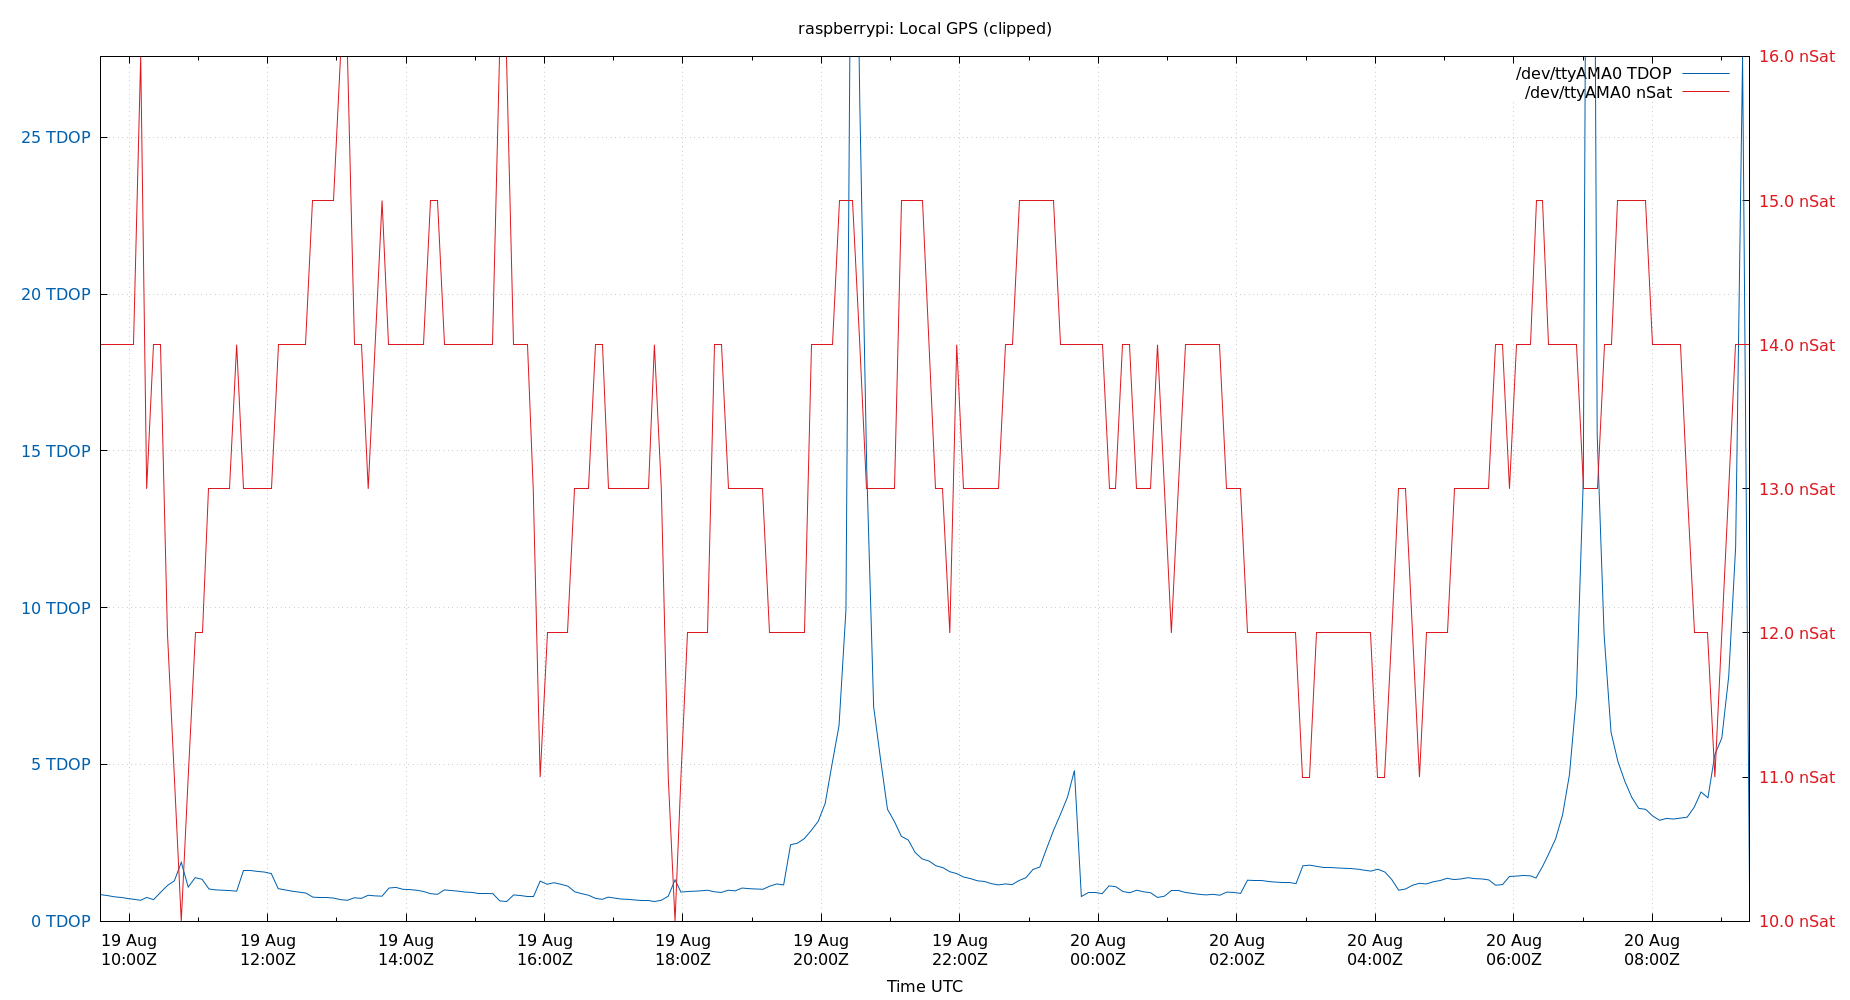 raspberrypi: Local GPS (clipped)
/dev/ttyAMA0 TDOP
/dev/ttyAMA0 nSat
25 TDOP
20 TDOP
15 TDOP
10 TDOP
5 TDOP
0 TDOP
16.0 nSat
15.0 nSat
14.0 nSat
13.0 nSat
12.0 nSat
11.0 nSat
10.0 nSat
19 Aug 19 Aug 19 Aug 19 Aug 19 Aug 19 Aug 19 Aug 20 Aug 20 Aug 20 Aug 20 Aug 20 Aug
10:00Z 12:00Z 14:00Z 16:00Z 18:00Z 20:00Z 22:00Z 00:00Z 02:00Z 04:00Z 06:00Z 08:00Z
Time UTC